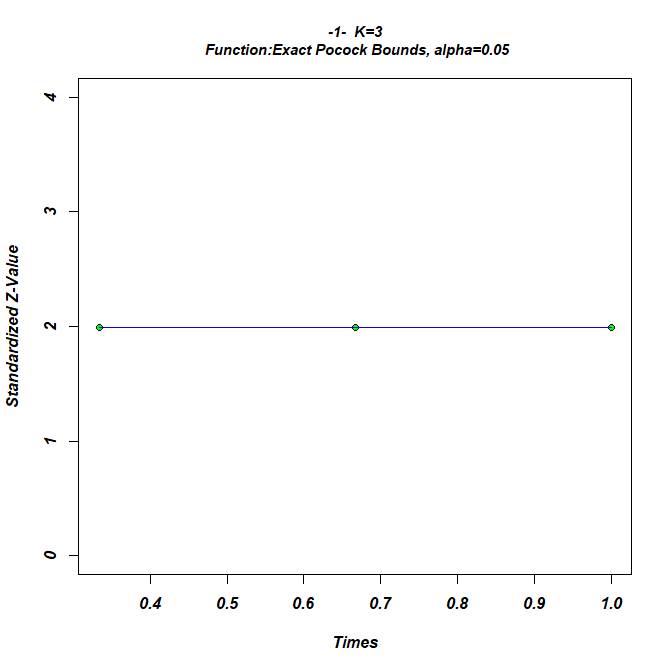 -1- K=3
Function:Exact Pocock Bounds, alpha=0.05
4
3
2
1
0
Standardized Z-Value
0.4 0.5 0.6 0.7 0.8 0.9 1.0
Times